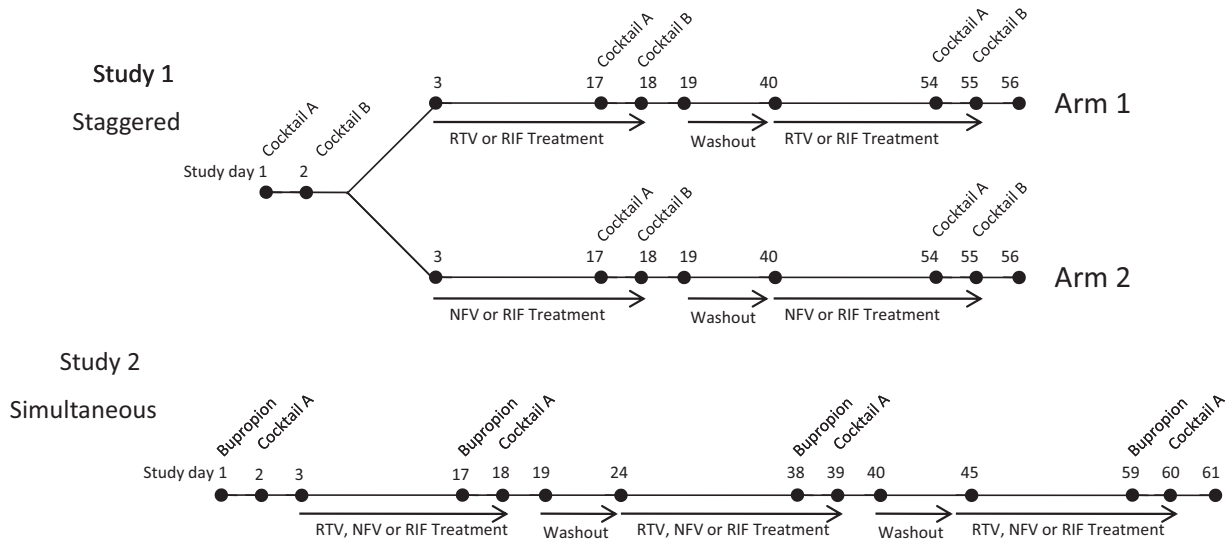 Study 1
Staggered
Cocktail A
Cocktail B
Study day 1 2
Cocktail A Cocktail B Cocktail A Cocktail B
3 17 18 19 40 54 55 56
Arm 1
RTV or RIF Treatment Washout RTV or RIF Treatment
Cocktail A Cocktail B Cocktail A Cocktail B
3 17 18 19 40 54 55 56
Arm 2
NFV or RIF Treatment Washout NFV or RIF Treatment
Study 2
Simultaneous
Bupropion Cocktail A Bupropion Cocktail A Bupropion Cocktail A Bupropion Cocktail A
Study day 1 2 3 17 18 19 24 38 39 40 45 59 60 61
RTV, NFV or RIF Treatment Washout RTV, NFV or RIF Treatment Washout RTV, NFV or RIF Treatment